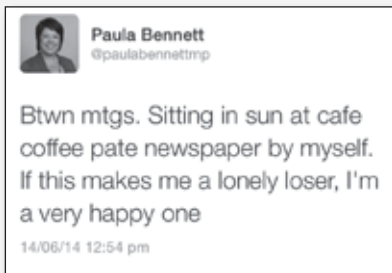 Paula Bennett
@paulabennettmp
Btwn mtgs. Sitting in sun at cafe
coffee pate newspaper by myself.
If this makes me a lonely loser, I'm
a very happy one
14/06/14 12:54 pm